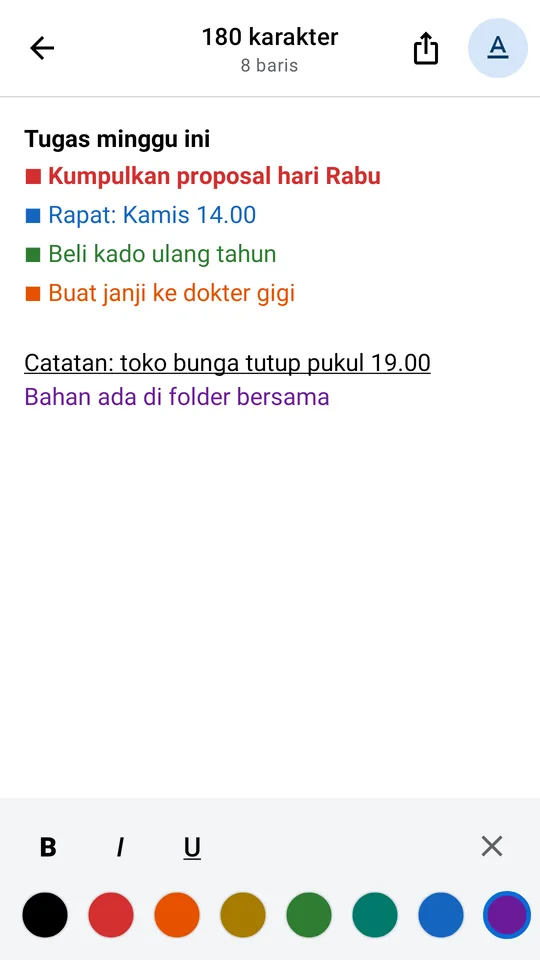 180 karakter
8 baris
A
Tugas minggu ini
■ Kumpulkan proposal hari Rabu
■ Rapat: Kamis 14.00
■ Beli kado ulang tahun
■ Buat janji ke dokter gigi
Catatan: toko bunga tutup pukul 19.00
Bahan ada di folder bersama
B I U